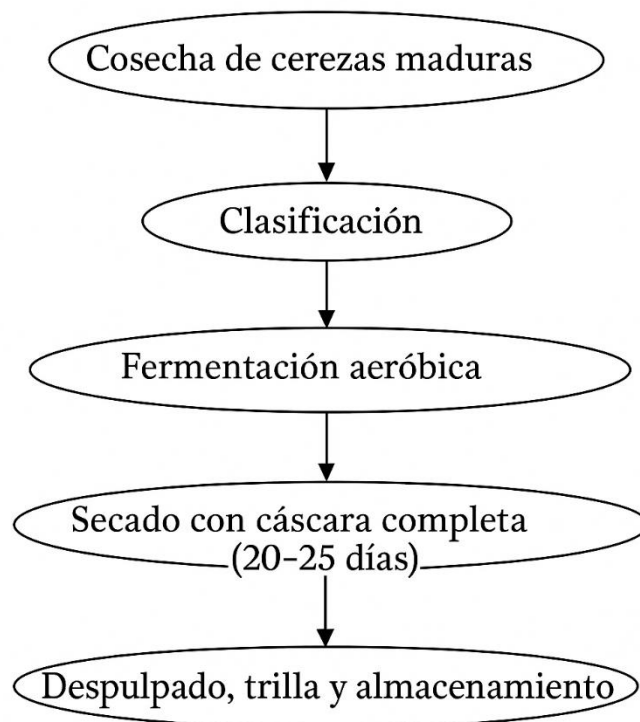 Cosecha de cerezas maduras
Clasificación
Fermentación aeróbica
Secado con cáscara completa
(20–25 días)
Despulpado, trilla y almacenamiento